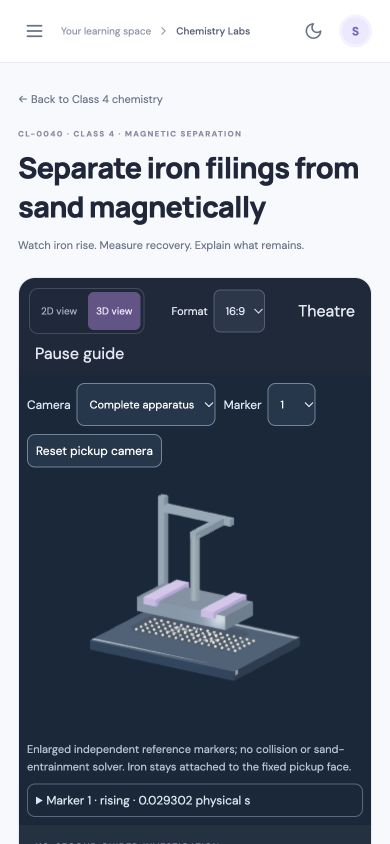 Your learning space > Chemistry Labs
S
← Back to Class 4 chemistry
CL-0040 · CLASS 4 · MAGNETIC SEPARATION
Separate iron filings from
sand magnetically
Watch iron rise. Measure recovery. Explain what remains.
2D view 3D view Format 16:9 Theatre
Pause guide
Camera Complete apparatus Marker 1
Reset pickup camera
Enlarged independent reference markers; no collision or sand-
entrainment solver. Iron stays attached to the fixed pickup face.
▶ Marker 1 · rising · 0.029302 physical s